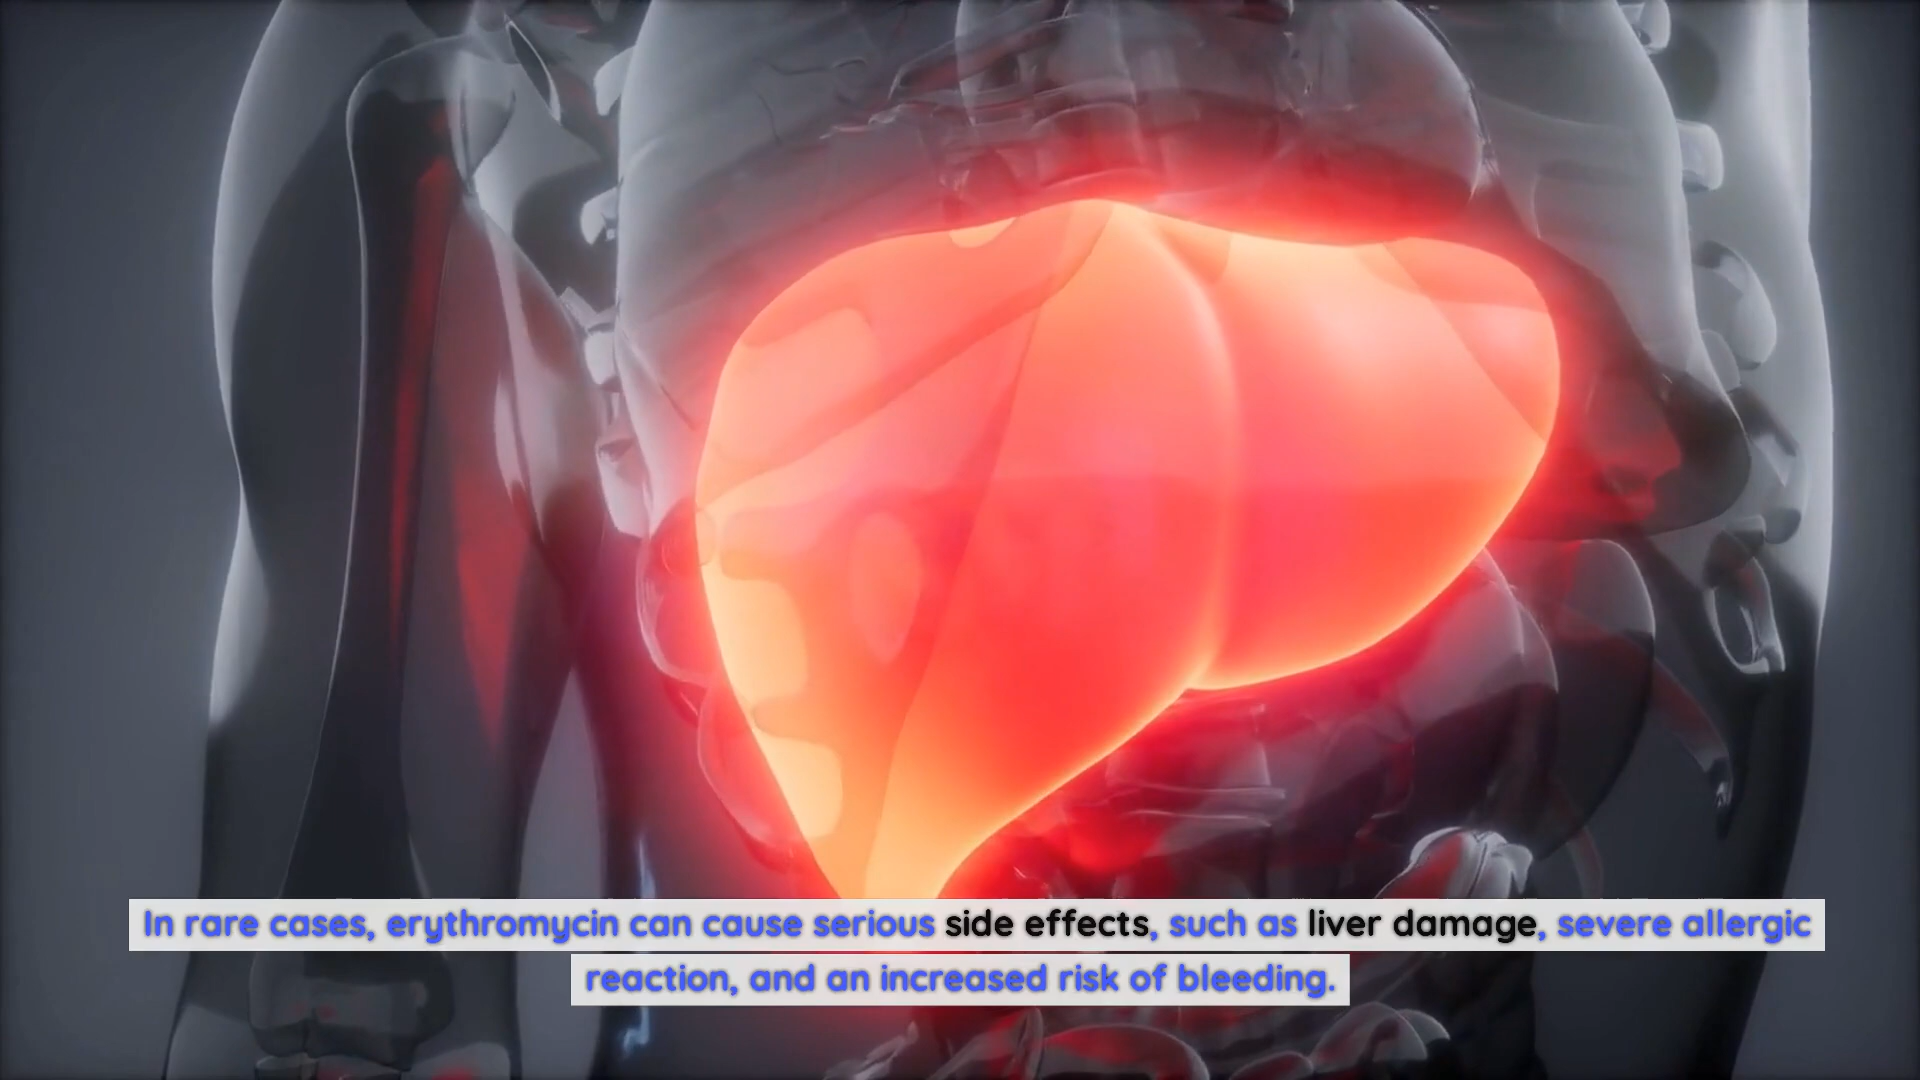 In rare cases, erythromycin can cause serious side effects, such as liver damage, severe allergic
reaction, and an increased risk of bleeding.